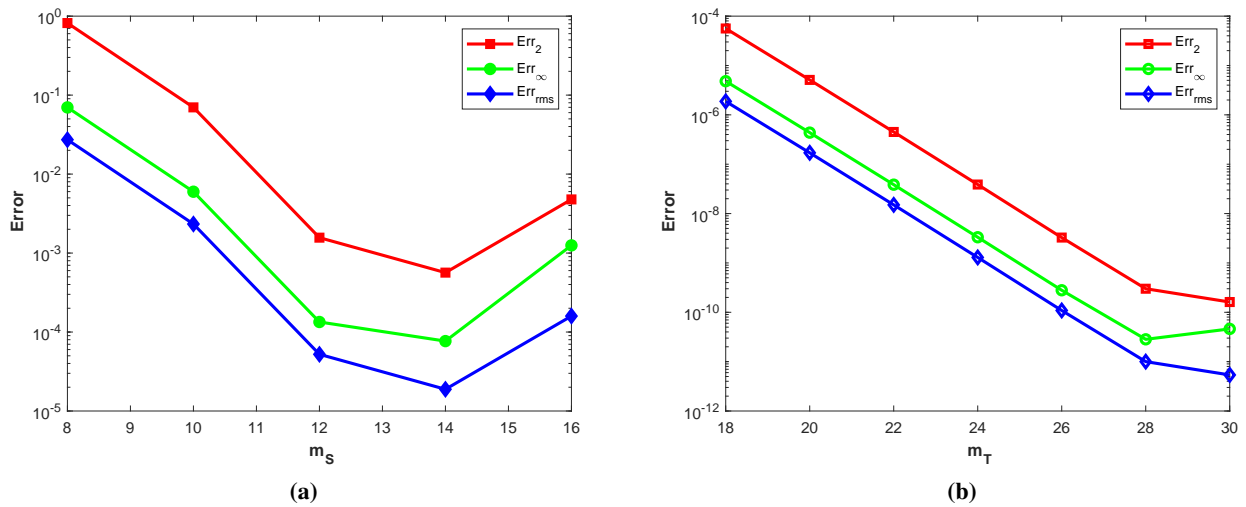 10^0
10^-1
10^-2
10^-3
10^-4
10^-5
Error
8 9 10 11 12 13 14 15 16
m_S
Err_2
Err_∞
Err_rms
(a)
10^-4
10^-6
10^-8
10^-10
10^-12
Error
18 20 22 24 26 28 30
m_T
Err_2
Err_∞
Err_rms
(b)